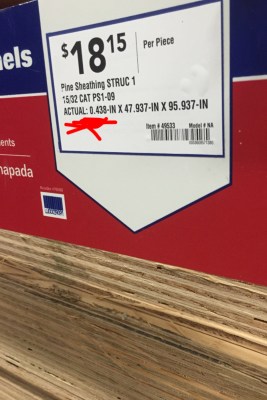 nels
$18.15 Per Piece
Pine Sheathing STRUC 1
15/32 CAT PS1-09
ACTUAL: 0.438-IN X 47.937-IN X 95.937-IN
Item # 49533 Model # NA
ents
napada